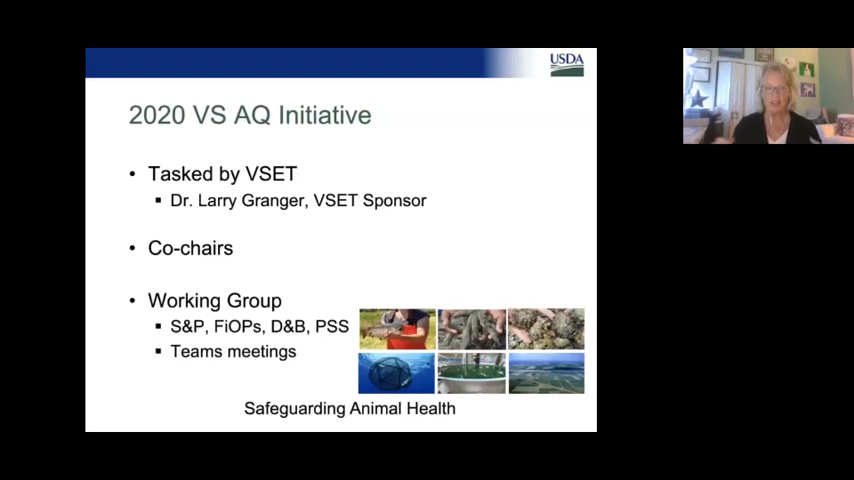 USDA
2020 VS AQ Initiative
• Tasked by VSET
▪ Dr. Larry Granger, VSET Sponsor
• Co-chairs
• Working Group
▪ S&P, FiOPs, D&B, PSS
▪ Teams meetings
Safeguarding Animal Health